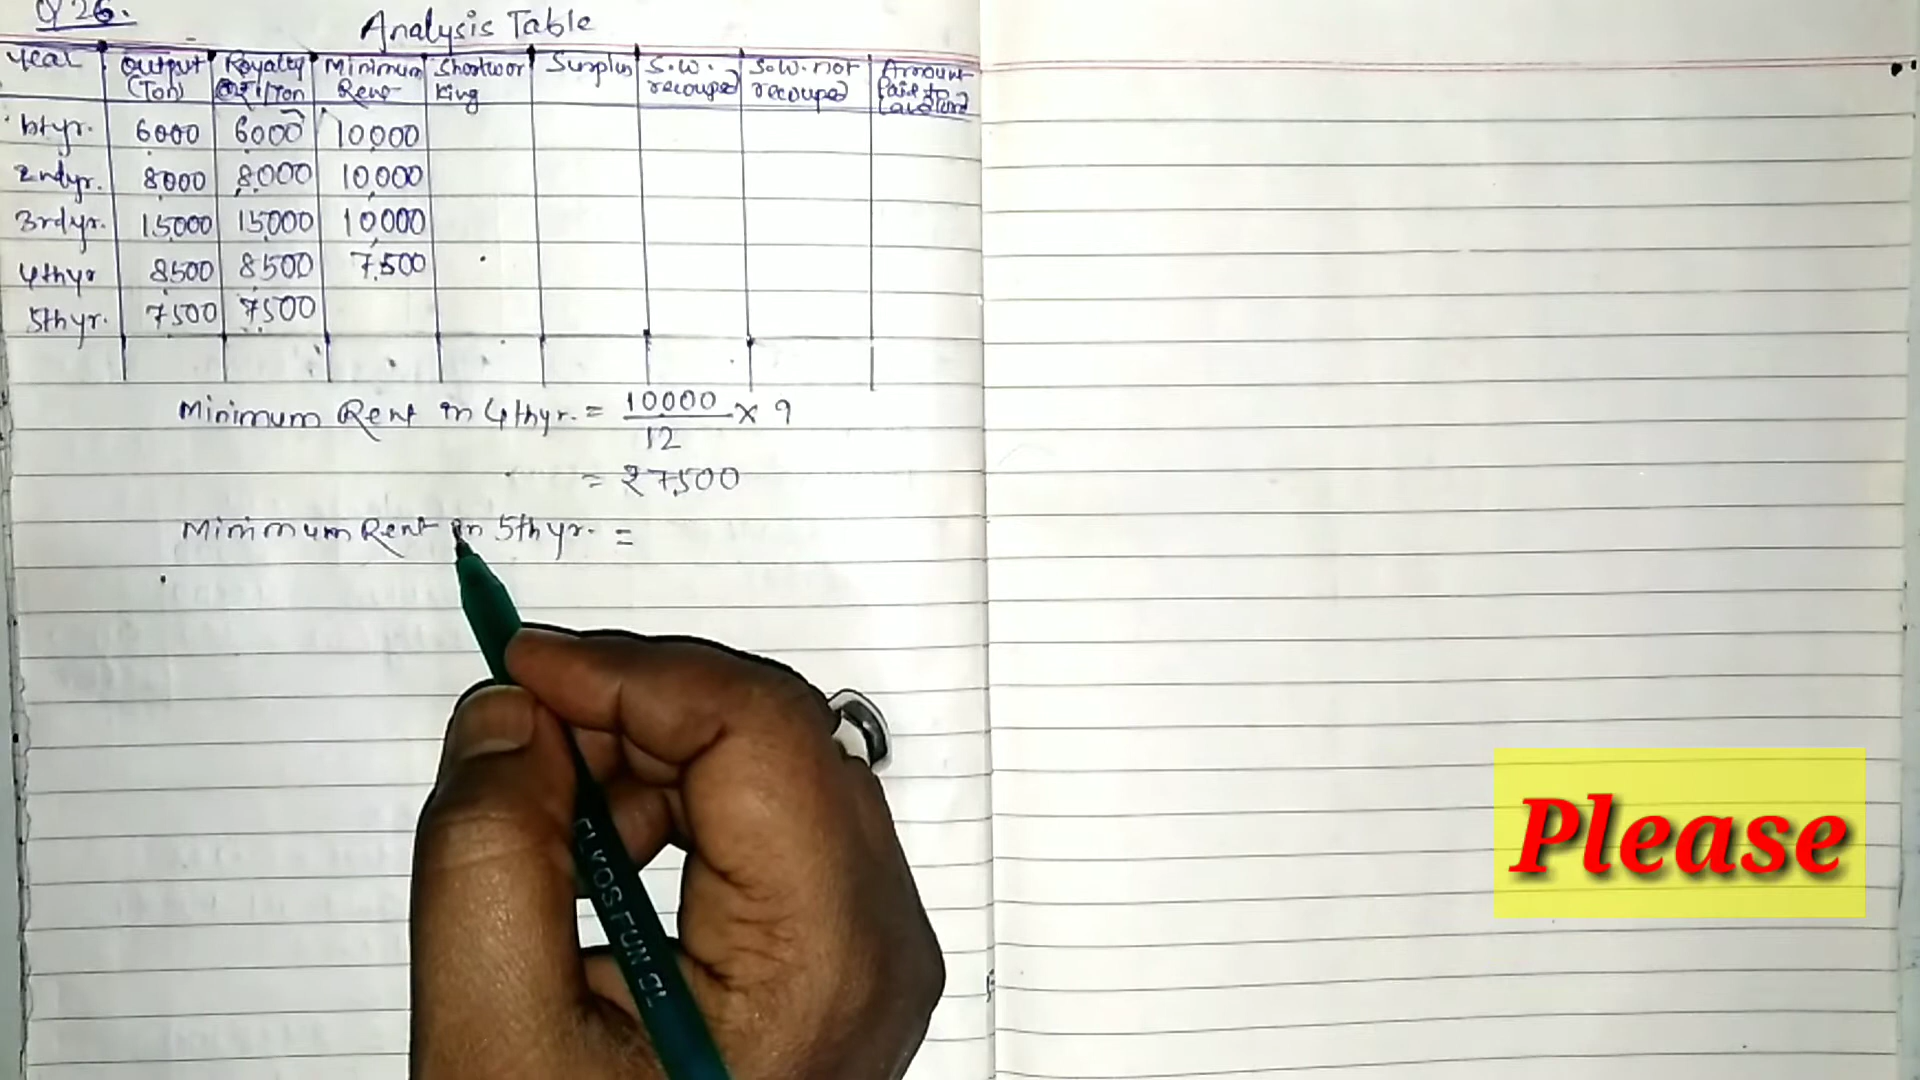 Q 26.
Analysis Table
Year Output (Ton) Royalty ₹1/Ton Minimum Rent Shortworking Surplus S.W. recouped S.W. not recouped Amount Paid to Landlord
1st yr. 6000 6000 10,000
2nd yr. 8000 8,000 10,000
3rd yr. 15000 15,000 10,000
4th yr 8500 8500 7,500
5th yr. 7500 7500
Minimum Rent in 4th yr. = 10000 / 12 × 9
= ₹7,500
Minimum Rent in 5th yr. =
Please